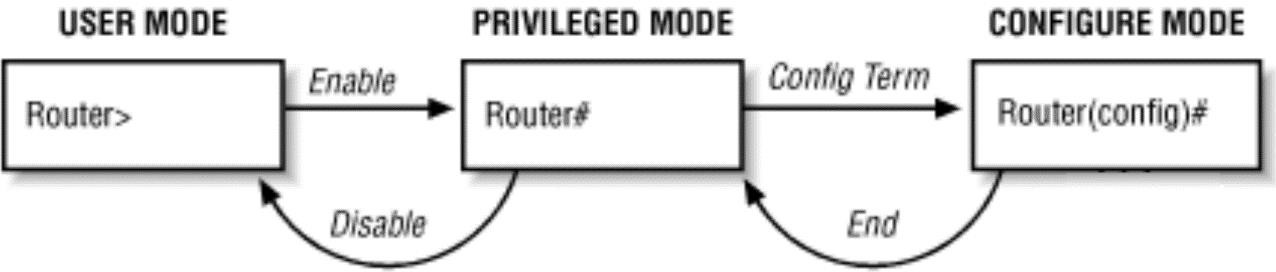 USER MODE
PRIVILEGED MODE
CONFIGURE MODE
Router>
Enable
Router#
Config Term
Router(config)#
Disable
End